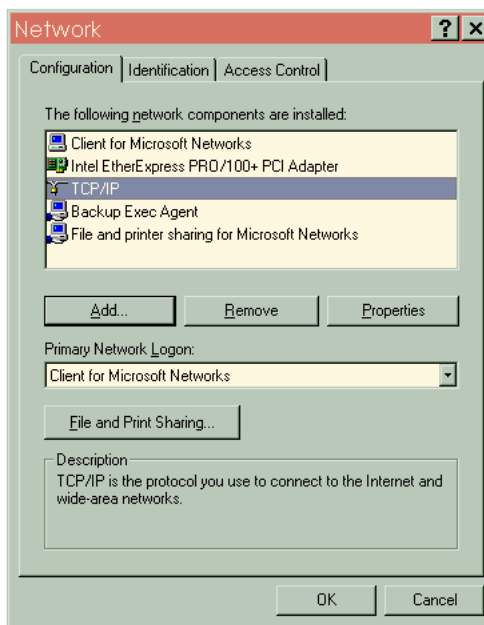 Network
Configuration Identification Access Control
The following network components are installed:
Client for Microsoft Networks
Intel EtherExpress PRO/100+ PCI Adapter
TCP/IP
Backup Exec Agent
File and printer sharing for Microsoft Networks
Add... Remove Properties
Primary Network Logon:
Client for Microsoft Networks
File and Print Sharing...
Description
TCP/IP is the protocol you use to connect to the Internet and
wide-area networks.
OK Cancel